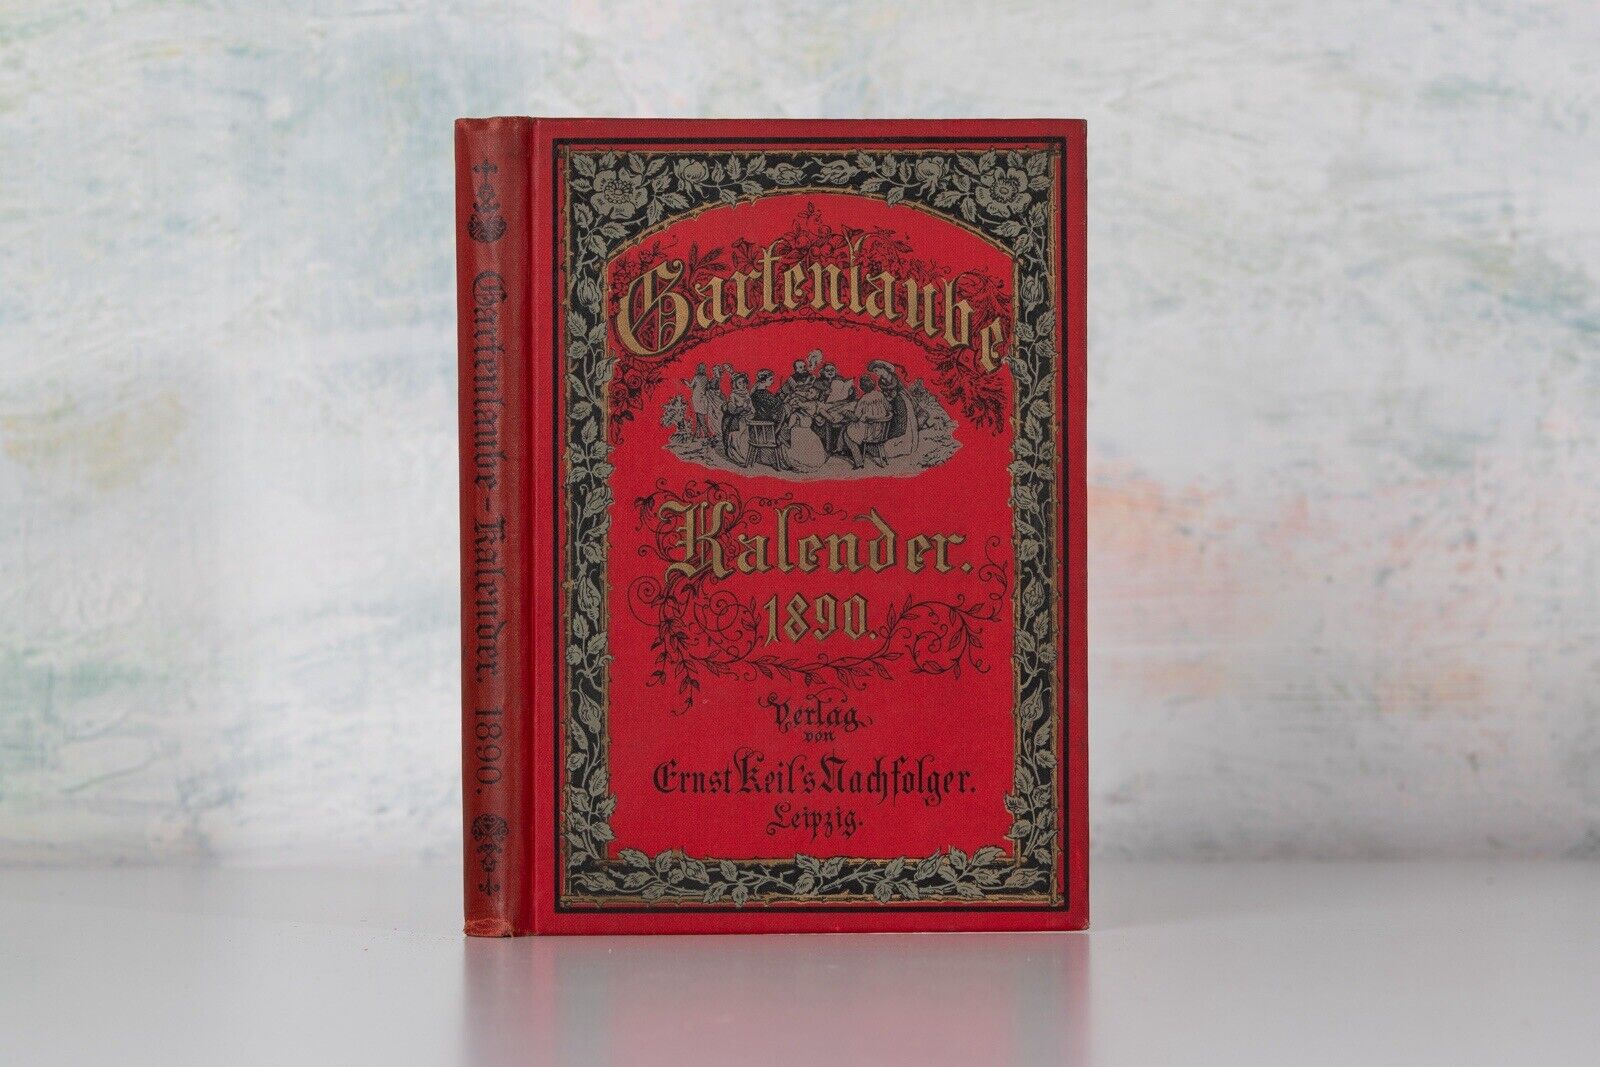 Gartenlaube-Kalender. 1890.
Gartenlaube
Kalender.
1890.
Verlag
von
Ernst Keil's Nachfolger.
Leipzig.